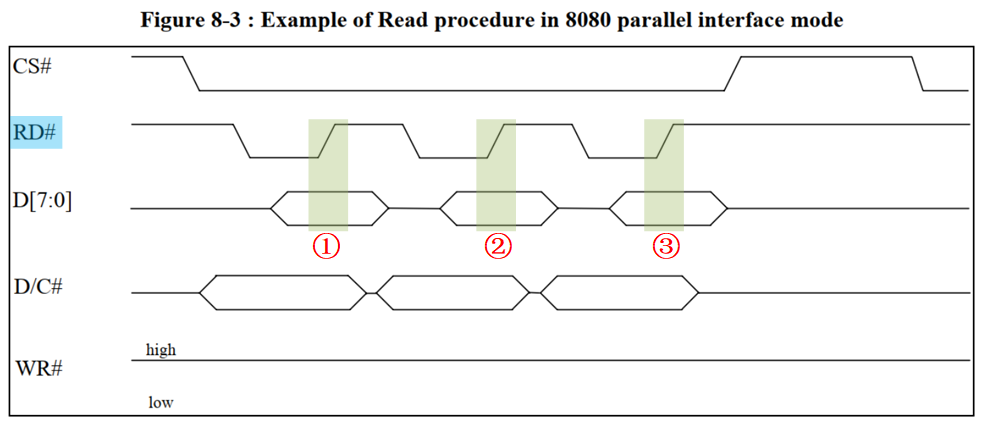 Figure 8-3 : Example of Read procedure in 8080 parallel interface mode
CS#
RD#
D[7:0]
① ② ③
D/C#
high
WR#
low